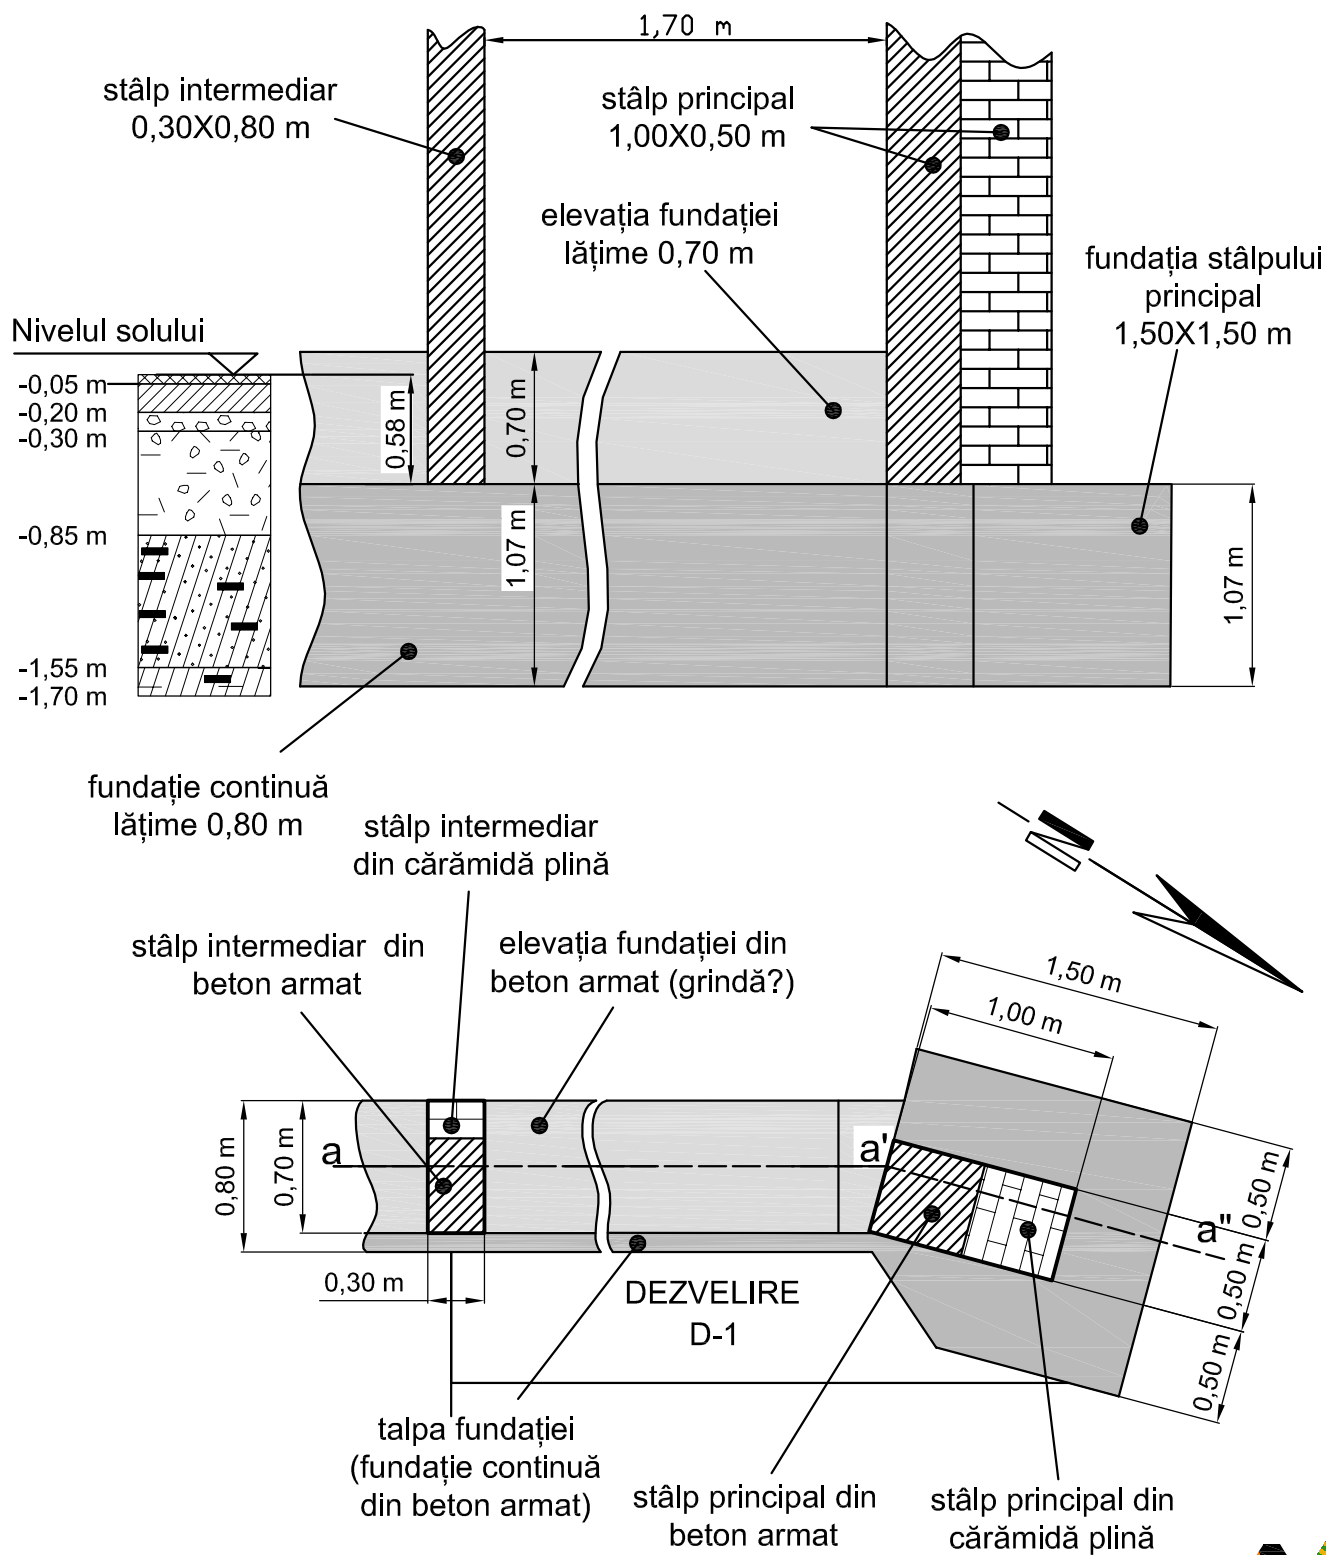 1,70 m
stâlp intermediar
0,30X0,80 m
stâlp principal
1,00X0,50 m
elevația fundației
lățime 0,70 m
fundația stâlpului
principal
1,50X1,50 m
Nivelul solului
-0,05 m
-0,20 m
-0,30 m
-0,85 m
-1,55 m
-1,70 m
0,58 m
0,70 m
1,07 m
1,07 m
fundație continuă
lățime 0,80 m
stâlp intermediar
din cărămidă plină
stâlp intermediar din
beton armat
elevația fundației din
beton armat (grindă?)
N
1,50 m
1,00 m
0,80 m
0,70 m
a
a'
a"
0,50 m
0,50 m
0,50 m
0,30 m
DEZVELIRE
D-1
talpa fundației
(fundație continuă
din beton armat)
stâlp principal din
beton armat
stâlp principal din
cărămidă plină